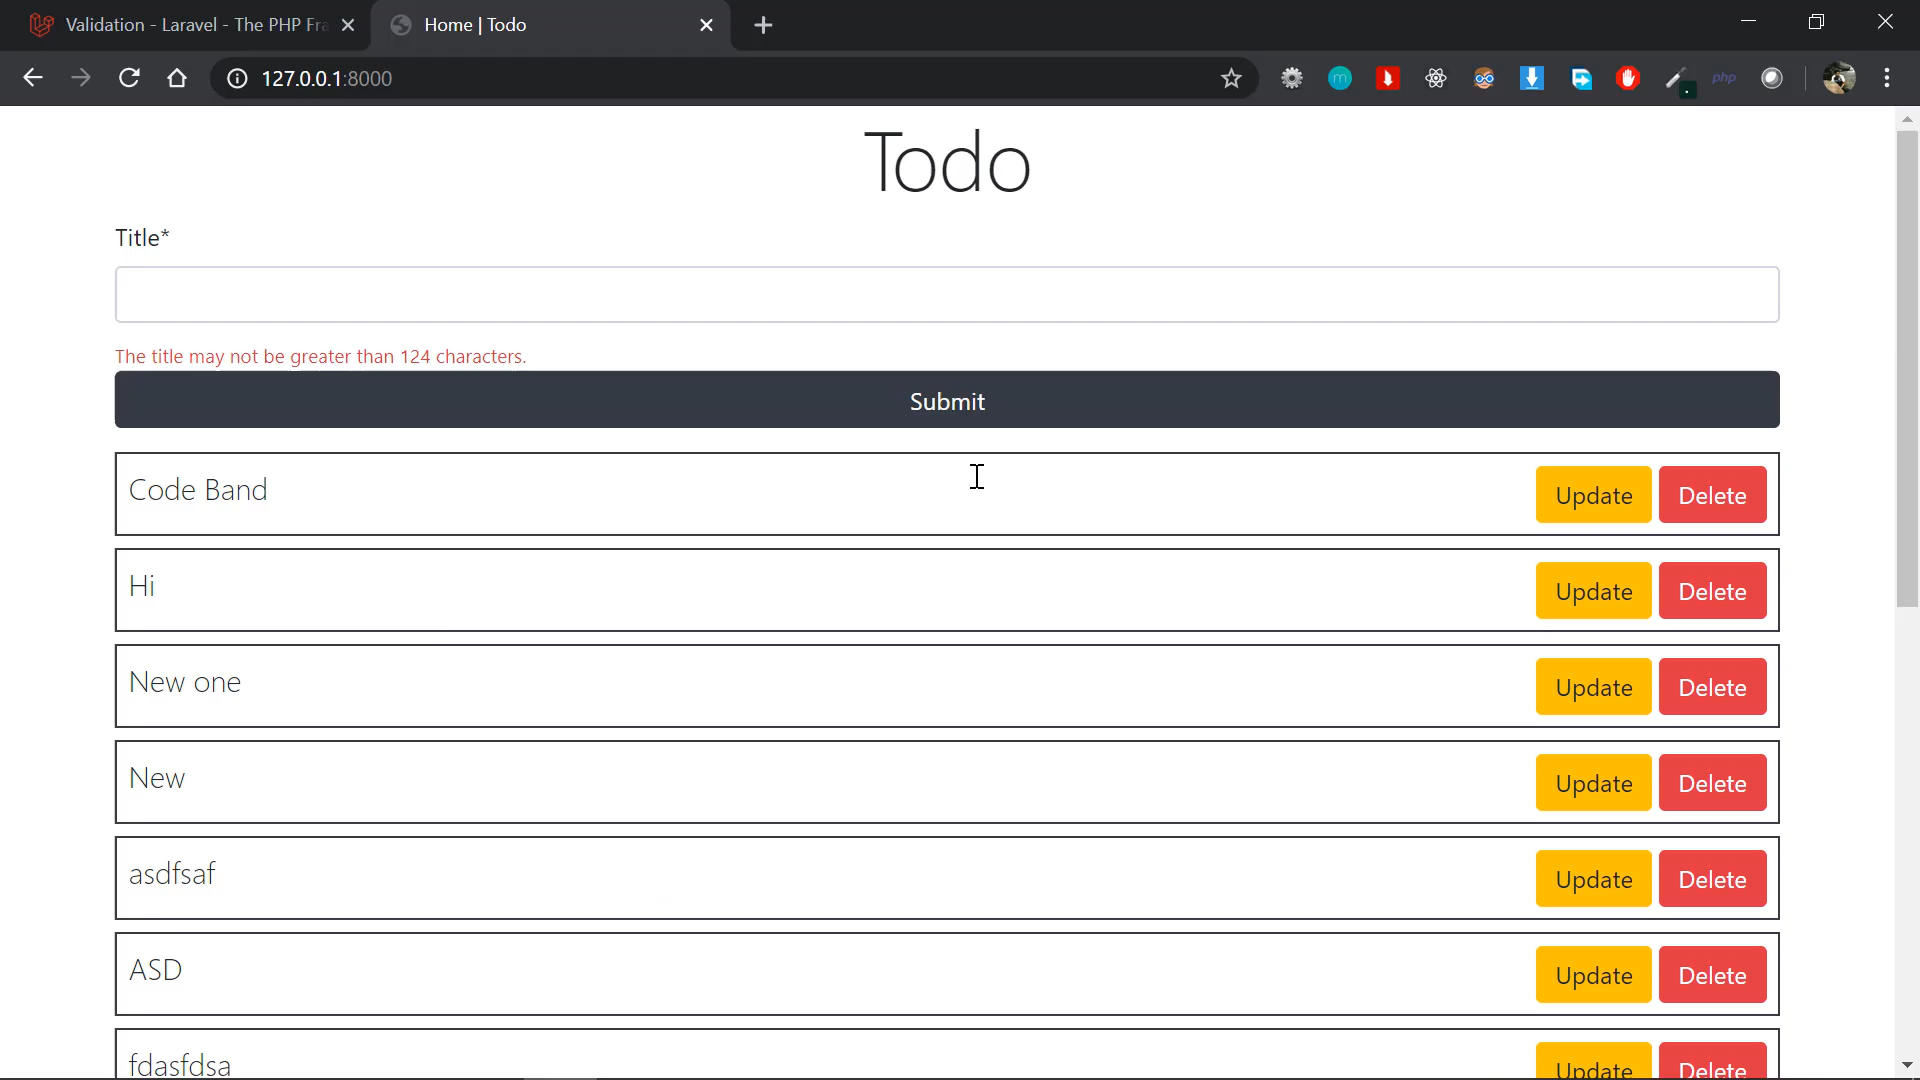 Validation - Laravel - The PHP Fra
Home | Todo
127.0.0.1:8000
m
php
Todo
Title*
The title may not be greater than 124 characters.
Submit
Code Band Update Delete
Hi Update Delete
New one Update Delete
New Update Delete
asdfsaf Update Delete
ASD Update Delete
fdasfdsa Update Delete